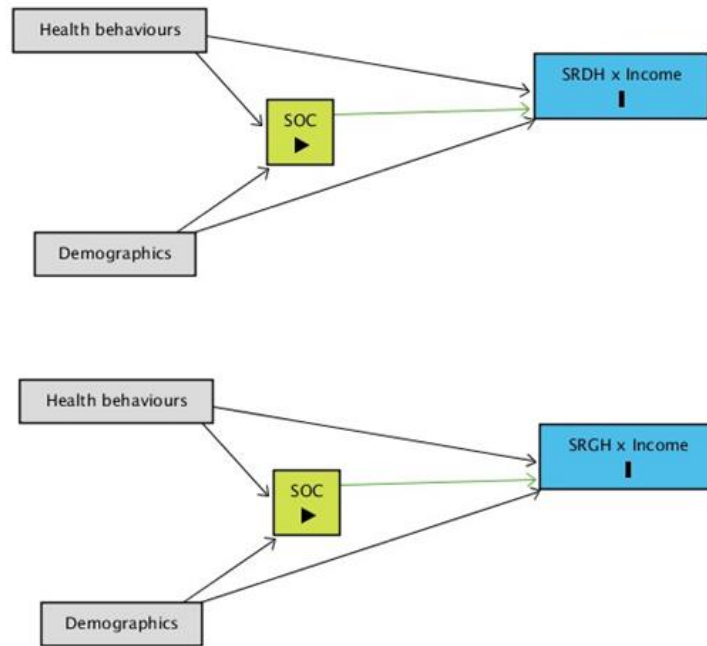 Health behaviours
SRDH x Income
SOC
Demographics
Health behaviours
SRGH x Income
SOC
Demographics